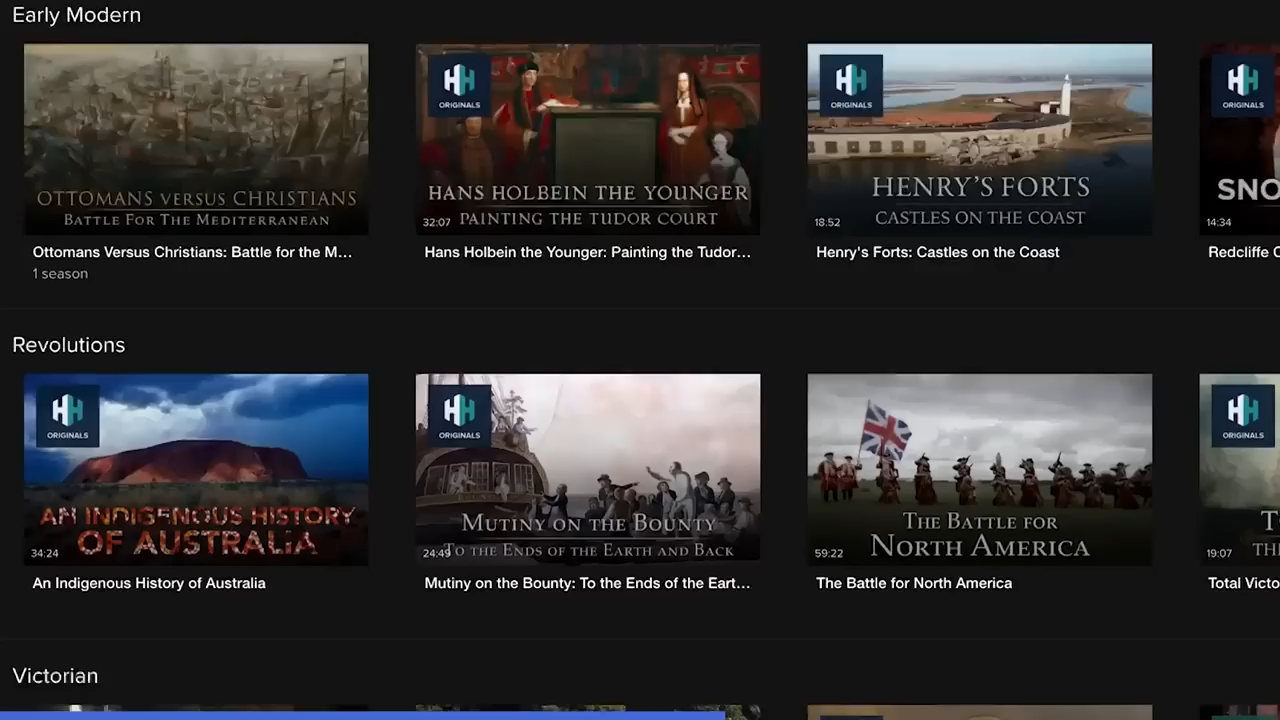 Early Modern
HH
ORIGINALS
HH
ORIGINALS
HH
ORIGINALS
OTTOMANS VERSUS CHRISTIANS
BATTLE FOR THE MEDITERRANEAN
HANS HOLBEIN THE YOUNGER
32:07 PAINTING THE TUDOR COURT
HENRY'S FORTS
18:52 CASTLES ON THE COAST
SNO
14:34
Ottomans Versus Christians: Battle for the M...
1 season
Hans Holbein the Younger: Painting the Tudor...
Henry's Forts: Castles on the Coast
Redcliffe
Revolutions
HH
ORIGINALS
HH
ORIGINALS
HH
ORIGINALS
AN INDIGENOUS HISTORY
OF AUSTRALIA
34:24
MUTINY ON THE BOUNTY
24:49 TO THE ENDS OF THE EARTH AND BACK
THE BATTLE FOR
NORTH AMERICA
59:22
T
THE
19:07
An Indigenous History of Australia
Mutiny on the Bounty: To the Ends of the Eart...
The Battle for North America
Total Victo
Victorian